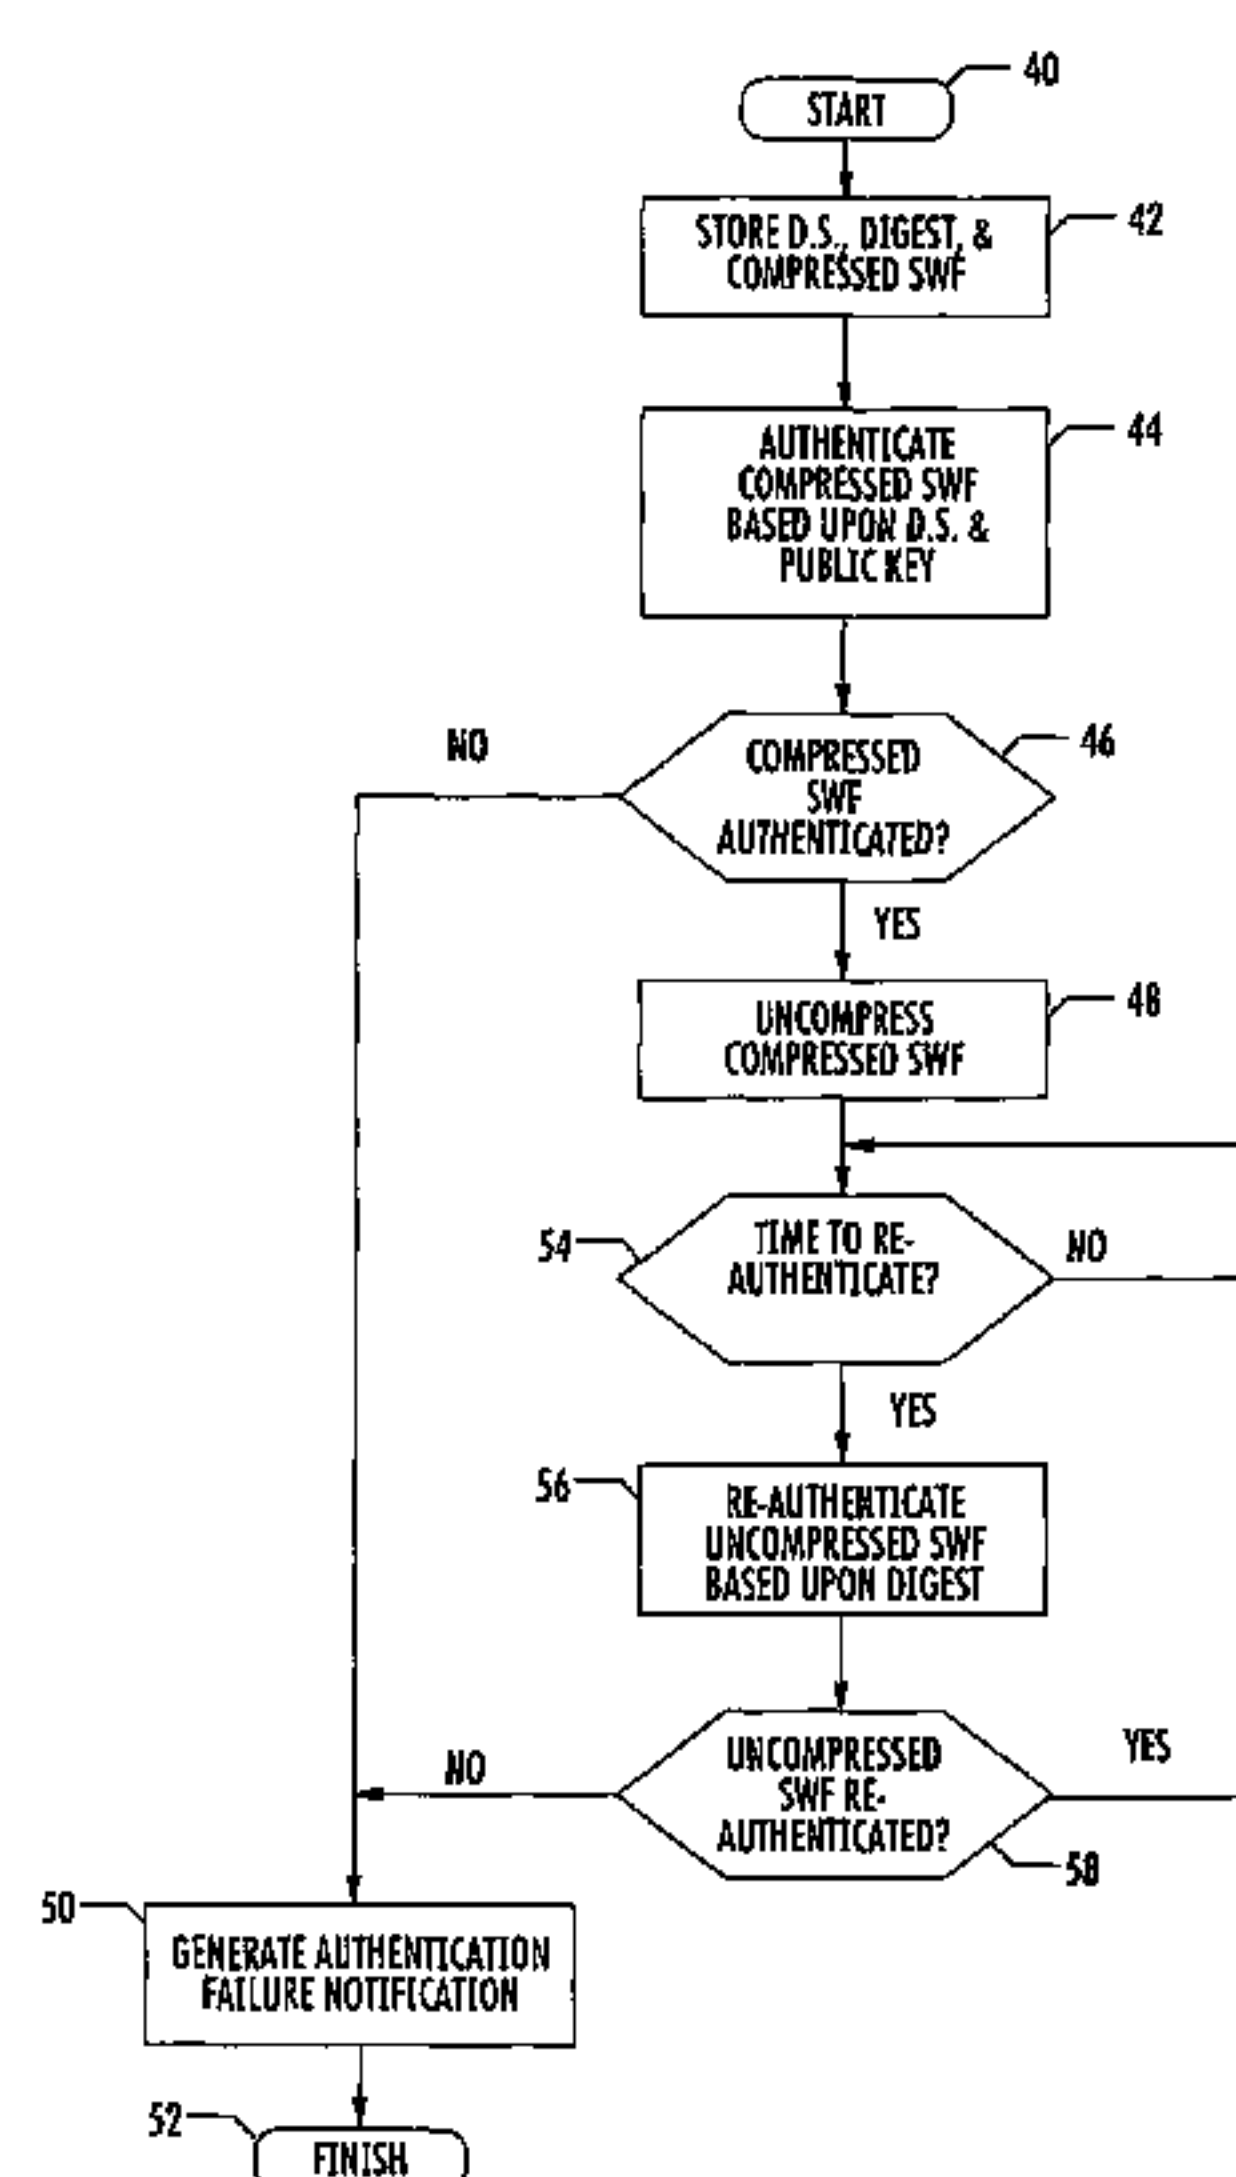 40
START
42
STORE D.S., DIGEST, &
COMPRESSED SWF
44
AUTHENTICATE
COMPRESSED SWF
BASED UPON D.S. &
PUBLIC KEY
NO
46
COMPRESSED
SWF
AUTHENTICATED?
YES
48
UNCOMPRESS
COMPRESSED SWF
54
TIME TO RE-
AUTHENTICATE?
NO
YES
56
RE-AUTHENTICATE
UNCOMPRESSED SWF
BASED UPON DIGEST
NO
UNCOMPRESSED
SWF RE-
AUTHENTICATED?
YES
58
50
GENERATE AUTHENTICATION
FAILURE NOTIFICATION
52
FINISH